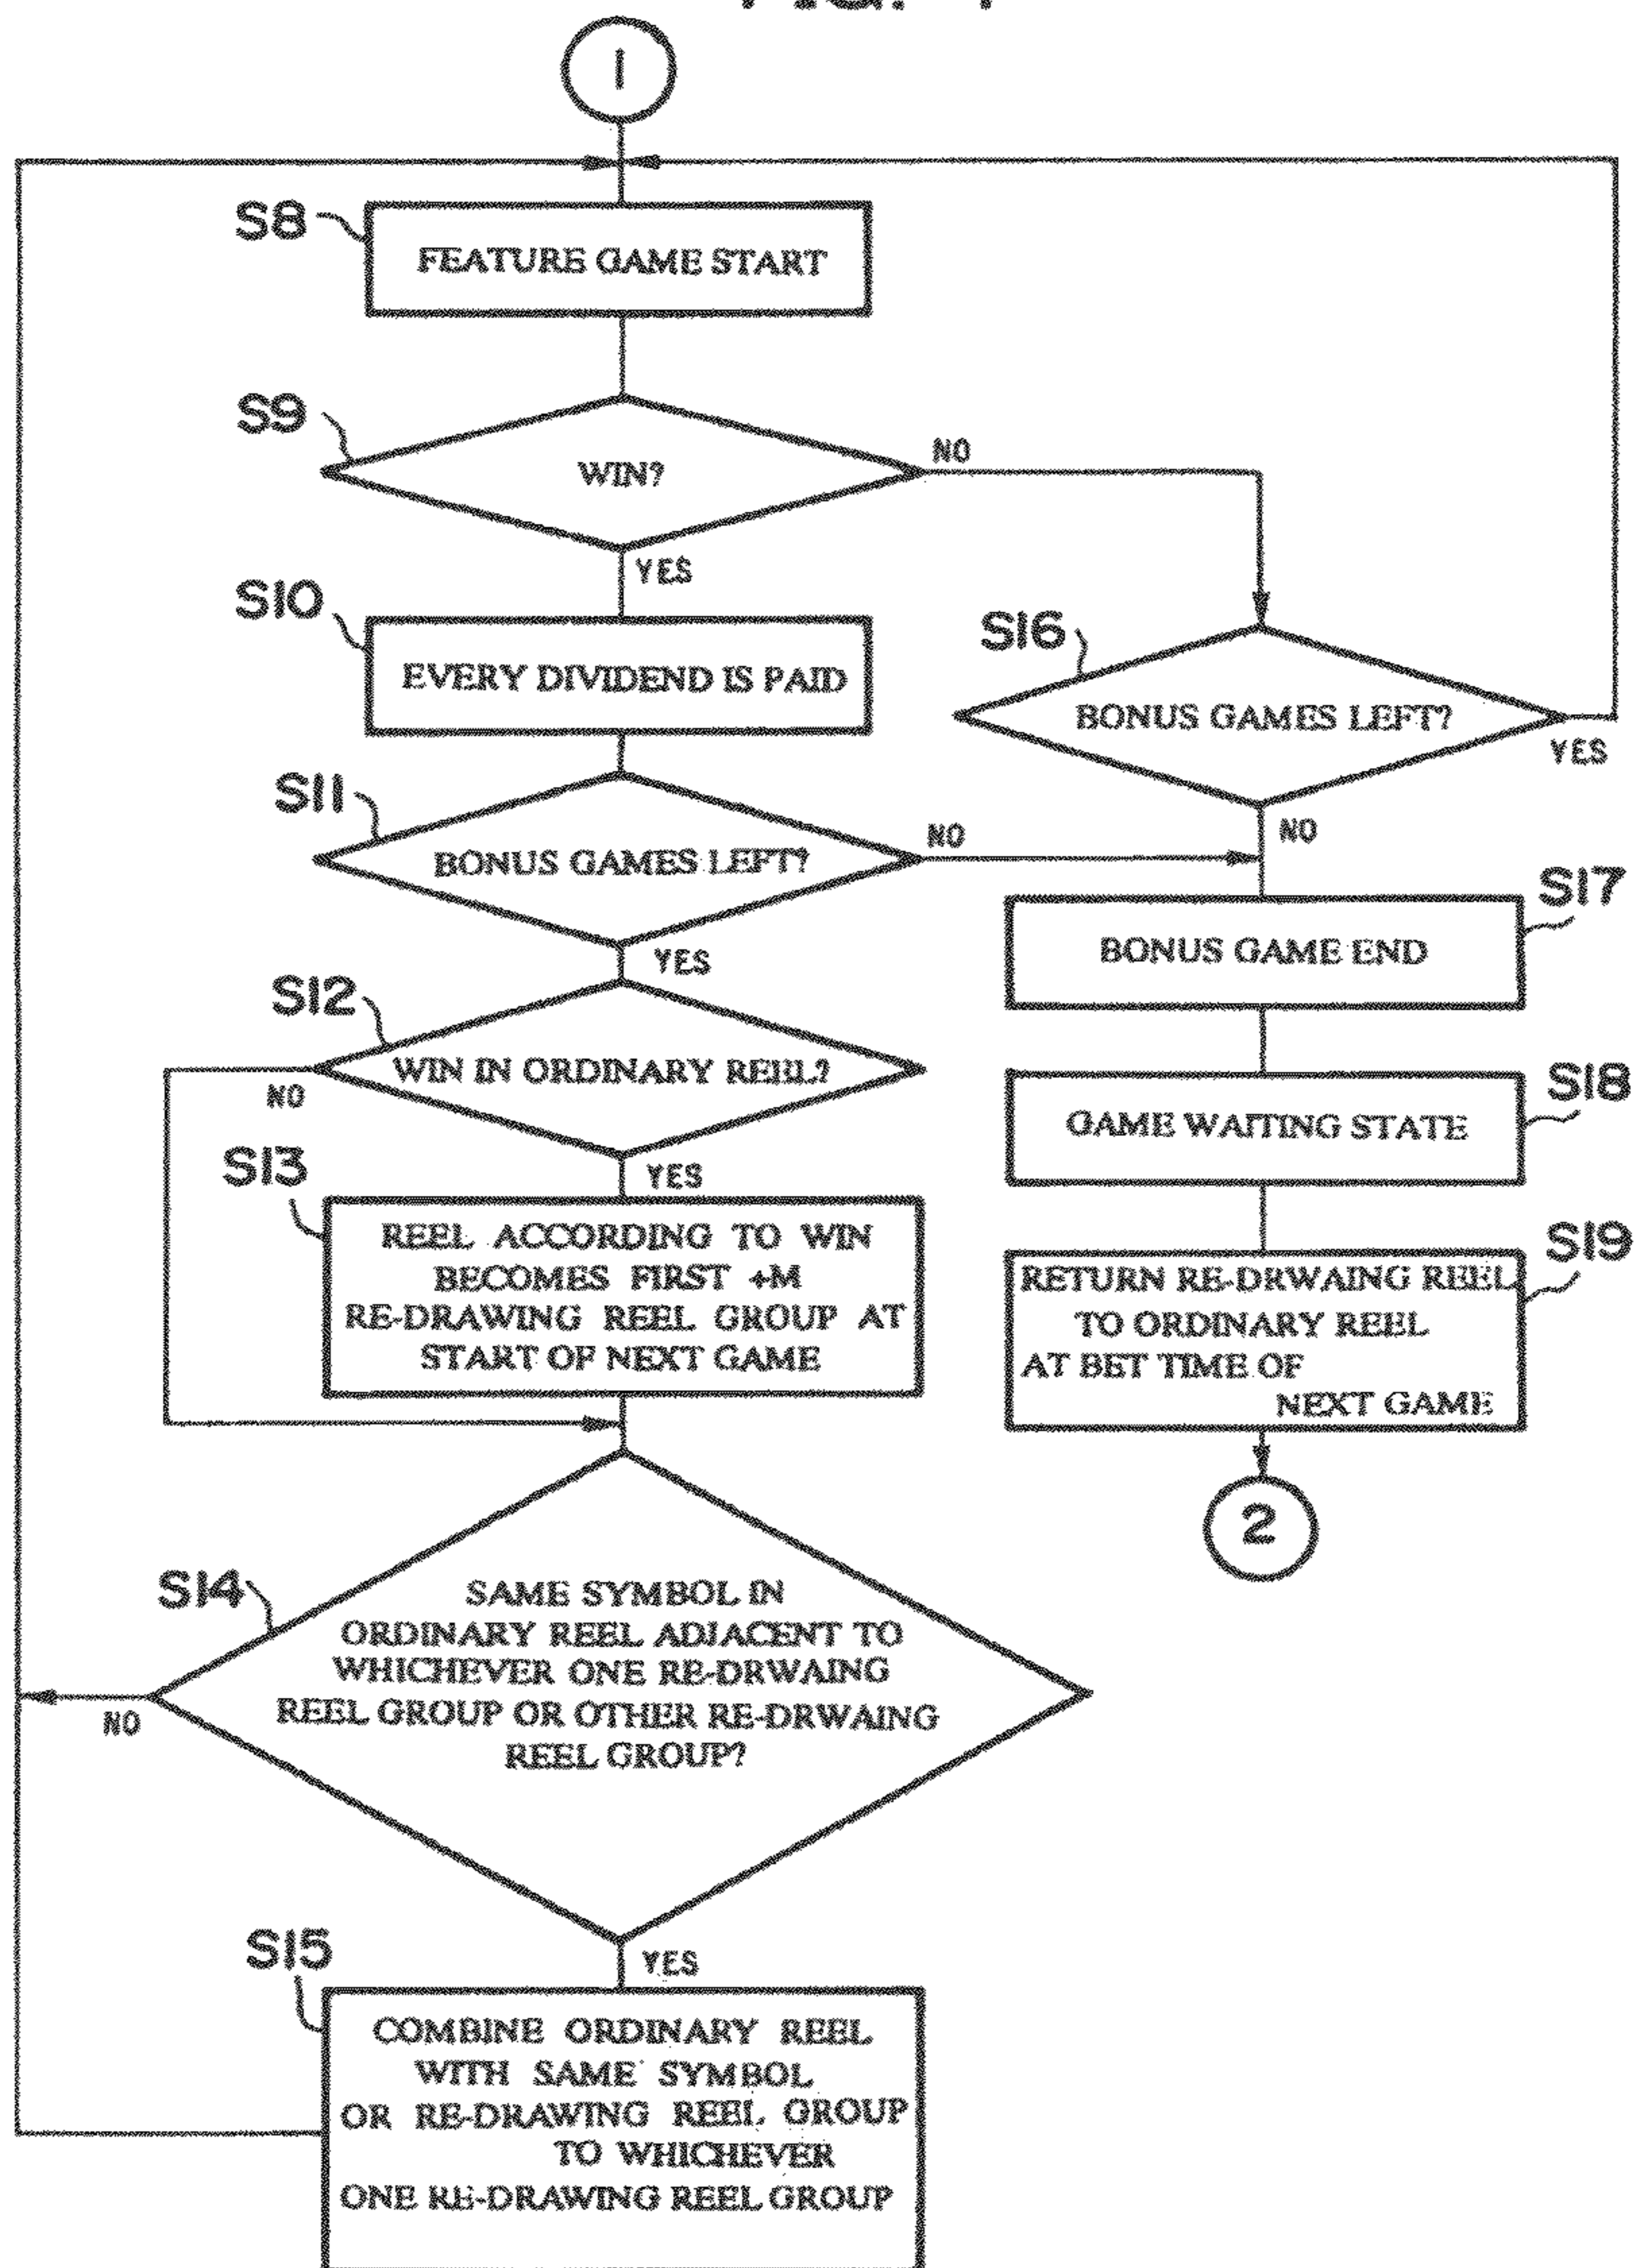 1
S8
FEATURE GAME START
S9
WIN?
NO
YES
S10
EVERY DIVIDEND IS PAID
S16
BONUS GAMES LEFT?
YES
NO
S11
BONUS GAMES LEFT?
NO
YES
S17
BONUS GAME END
S12
WIN IN ORDINARY REEL?
NO
YES
S18
GAME WAITING STATE
S13
REEL ACCORDING TO WIN
BECOMES FIRST +M
RE-DRAWING REEL GROUP AT
START OF NEXT GAME
S19
RETURN RE-DRWAING REEL
TO ORDINARY REEL
AT BET TIME OF
NEXT GAME
2
S14
SAME SYMBOL IN
ORDINARY REEL ADJACENT TO
WHICHEVER ONE RE-DRWAING
REEL GROUP OR OTHER RE-DRWAING
REEL GROUP?
NO
YES
S15
COMBINE ORDINARY REEL
WITH SAME SYMBOL
OR RE-DRAWING REEL GROUP
TO WHICHEVER
ONE RE-DRAWING REEL GROUP